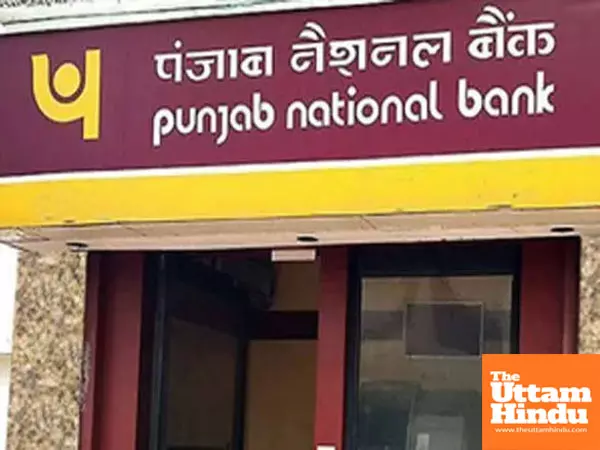 पंजाब नैशनल बैंक
punjab national bank
The
Uttam
Hindu
www.theuttamhindu.com